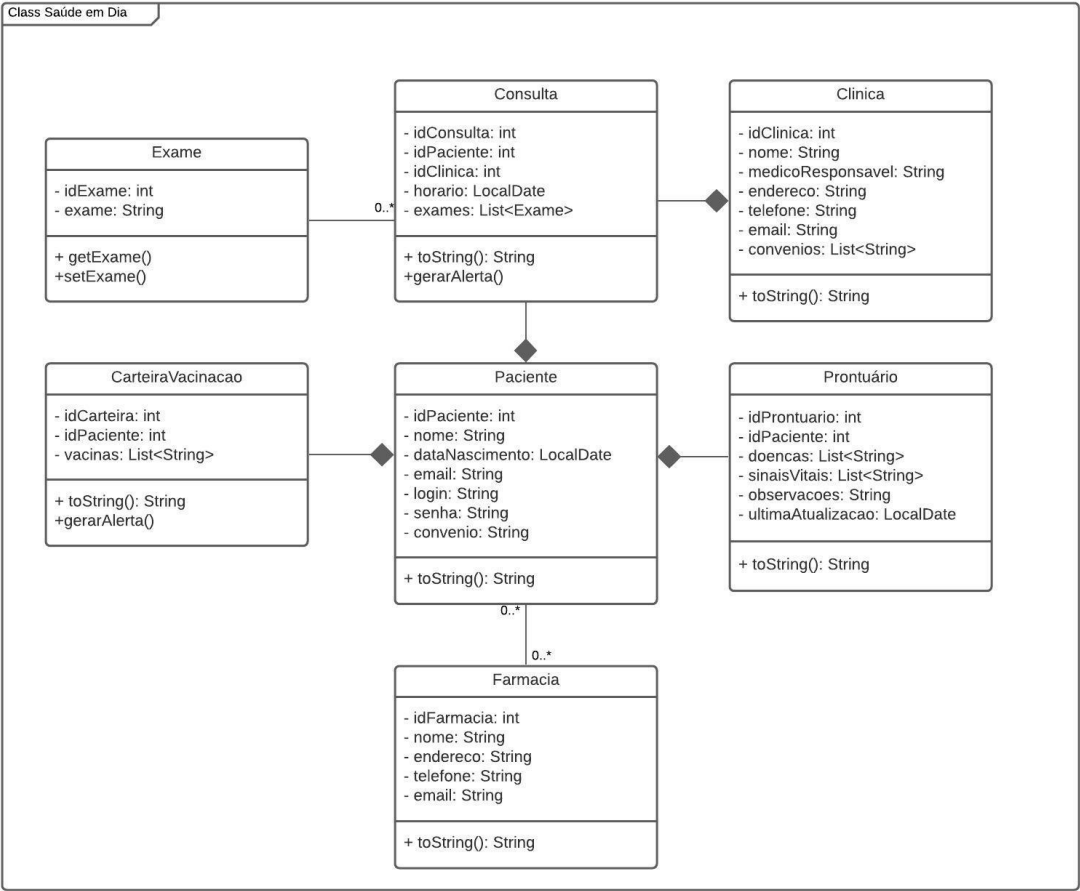 Class Saúde em Dia
Consulta
- idConsulta: int
- idPaciente: int
- idClinica: int
- horario: LocalDate
- exames: List<Exame>
+ toString(): String
+gerarAlerta()
Clinica
- idClinica: int
- nome: String
- medicoResponsavel: String
- endereco: String
- telefone: String
- email: String
- convenios: List<String>
+ toString(): String
Exame
- idExame: int
- exame: String
+ getExame()
+setExame()
0..*
CarteiraVacinacao
- idCarteira: int
- idPaciente: int
- vacinas: List<String>
+ toString(): String
+gerarAlerta()
Paciente
- idPaciente: int
- nome: String
- dataNascimento: LocalDate
- email: String
- login: String
- senha: String
- convenio: String
+ toString(): String
Prontuário
- idProntuario: int
- idPaciente: int
- doencas: List<String>
- sinaisVitais: List<String>
- observacoes: String
- ultimaAtualizacao: LocalDate
+ toString(): String
0..*
0..*
Farmacia
- idFarmacia: int
- nome: String
- endereco: String
- telefone: String
- email: String
+ toString(): String